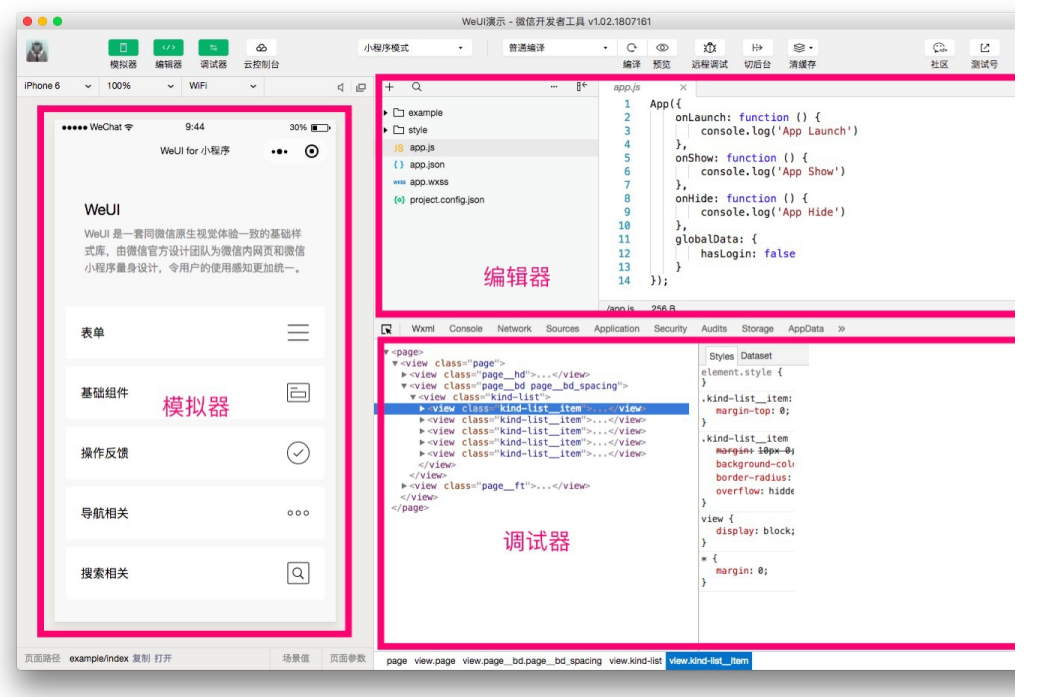 WeUI演示 - 微信开发者工具 v1.02.1807161
模拟器 编辑器 调试器 云控制台
小程序模式 普通编译
编译 预览 远程调试 切后台 清缓存
社区 测试号
iPhone 6 100% WiFi
WeChat 9:44 30%
WeUI for 小程序
WeUI
WeUI 是一套同微信原生视觉体验一致的基础样
式库，由微信官方设计团队为微信内网页和微信
小程序量身设计，令用户的使用感知更加统一。
表单
基础组件
模拟器
操作反馈
导航相关
搜索相关
页面路径 example/index 复制 打开 场景值 页面参数
example
style
JS app.js
{ } app.json
wxss app.wxss
{o} project.config.json
编辑器
app.js
1 App({
2 onLaunch: function () {
3 console.log('App Launch')
4 },
5 onShow: function () {
6 console.log('App Show')
7 },
8 onHide: function () {
9 console.log('App Hide')
10 },
11 globalData: {
12 hasLogin: false
13 }
14 });
/app.js 256 B
Wxml Console Network Sources Application Security Audits Storage AppData »
<page>
<view class="page">
<view class="page__hd">...</view>
<view class="page__bd page__bd_spacing">
<view class="kind-list">
<view class="kind-list__item">...</view>
<view class="kind-list__item">...</view>
<view class="kind-list__item">...</view>
<view class="kind-list__item">...</view>
<view class="kind-list__item">...</view>
</view>
</view>
<view class="page__ft">...</view>
</view>
</page>
调试器
Styles Dataset
element.style {
}
.kind-list__item:
margin-top: 0;
}
.kind-list__item
margin: 10px 0;
background-colo
border-radius:
overflow: hidde
}
view {
display: block;
}
* {
margin: 0;
}
page view.page view.page__bd.page__bd_spacing view.kind-list view.kind-list__item